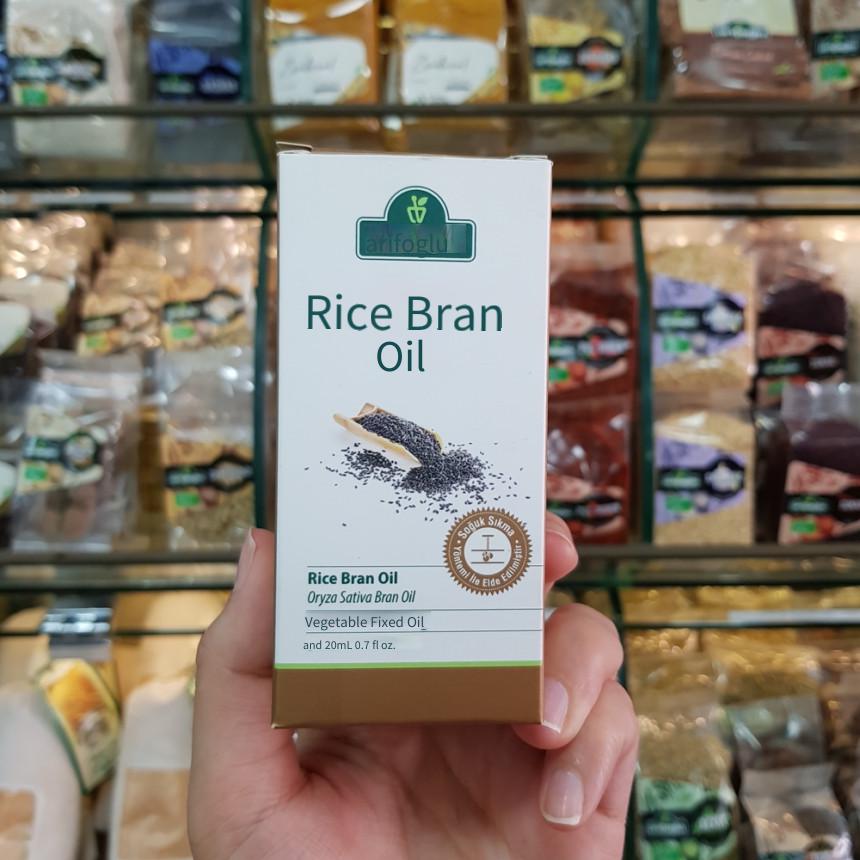 arifoğlu
Rice Bran
Oil
Soğuk Sıkma
Yöntemi İle Elde Edilmiştir
Rice Bran Oil
Oryza Sativa Bran Oil
Vegetable Fixed Oil
and 20mL 0.7 fl oz.